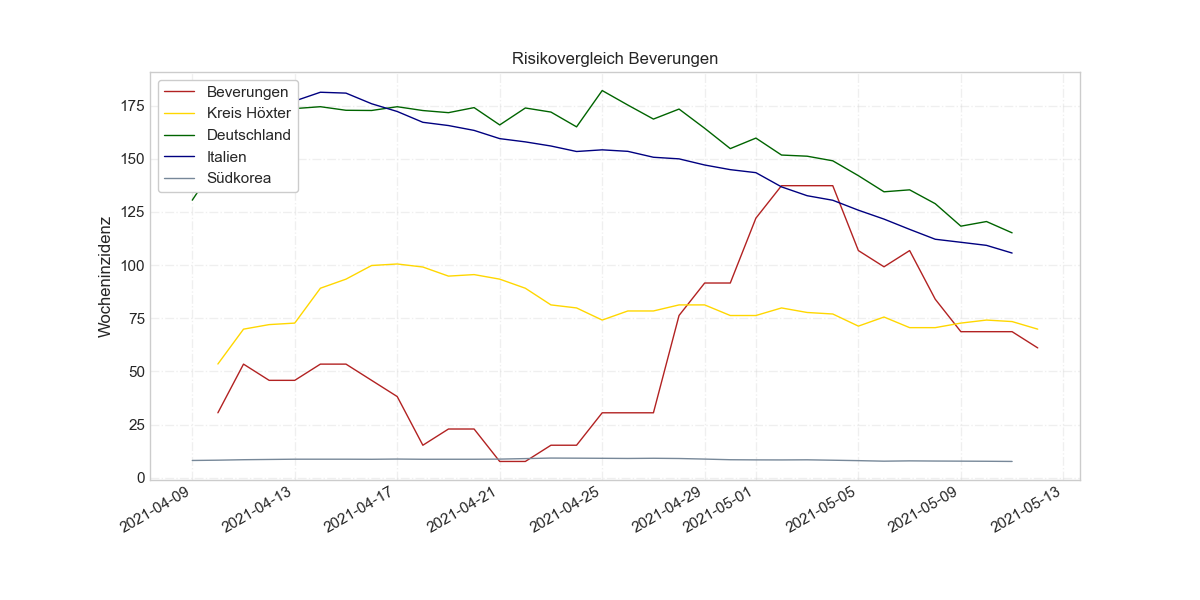 Risikovergleich Beverungen
Beverungen
Kreis Höxter
Deutschland
Italien
Südkorea
Wocheninzidenz
175
150
125
100
75
50
25
0
2021-04-09
2021-04-13
2021-04-17
2021-04-21
2021-04-25
2021-04-29
2021-05-01
2021-05-05
2021-05-09
2021-05-13